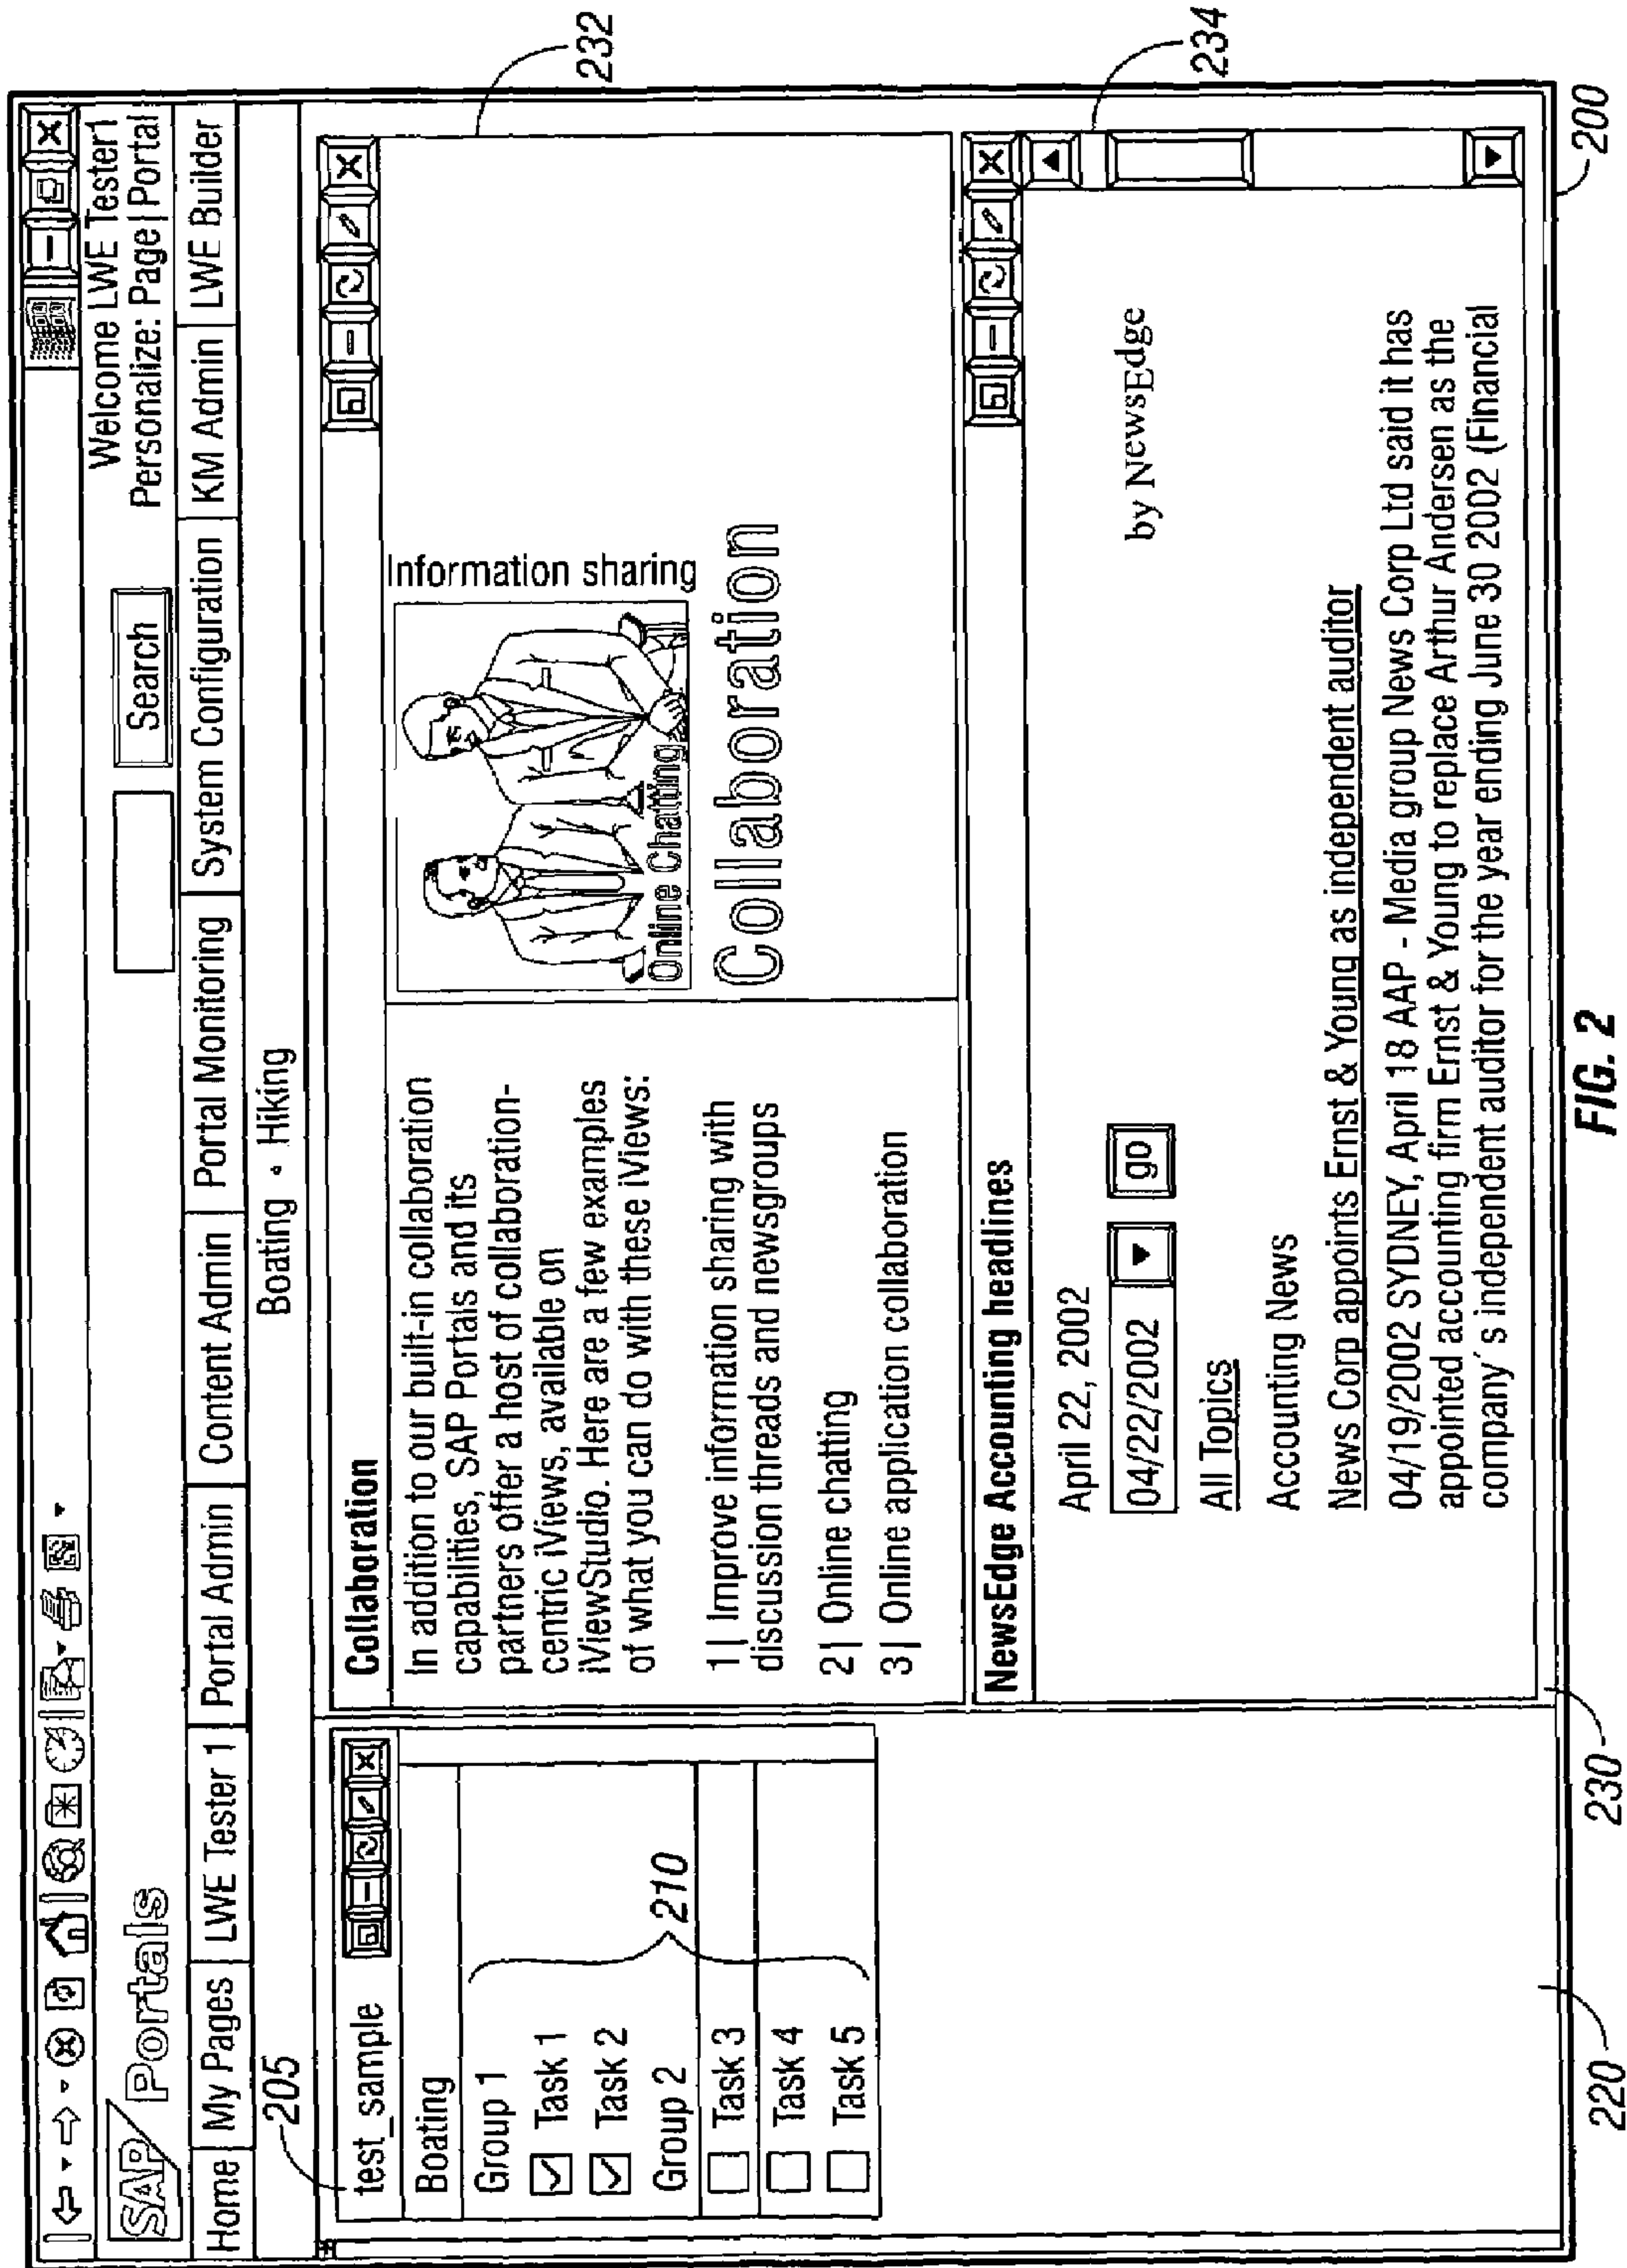 Welcome LWE Tester1
SAP Portals
Search
Personalize: Page | Portal
Home | My Pages | LWE Tester 1 | Portal Admin | Content Admin | Portal Monitoring | System Configuration | KM Admin | LWE Builder
Boating • Hiking
205
test_sample
Boating
Group 1
Task 1
Task 2
Group 2
Task 3
Task 4
Task 5
210
Collaboration
In addition to our built-in collaboration
capabilities, SAP Portals and its
partners offer a host of collaboration-
centric iViews, available on
iViewStudio. Here are a few examples
of what you can do with these iViews:
1| Improve information sharing with
discussion threads and newsgroups
2| Online chatting
3| Online application collaboration
Information sharing
Online Chatting
Collaboration
232
NewsEdge Accounting headlines
April 22, 2002
04/22/2002 go
by NewsEdge
All Topics
Accounting News
News Corp appoints Ernst & Young as independent auditor
04/19/2002 SYDNEY, April 18 AAP - Media group News Corp Ltd said it has
appointed accounting firm Ernst & Young to replace Arthur Andersen as the
company´s independent auditor for the year ending June 30 2002 (Financial
234
220
230
200
FIG. 2